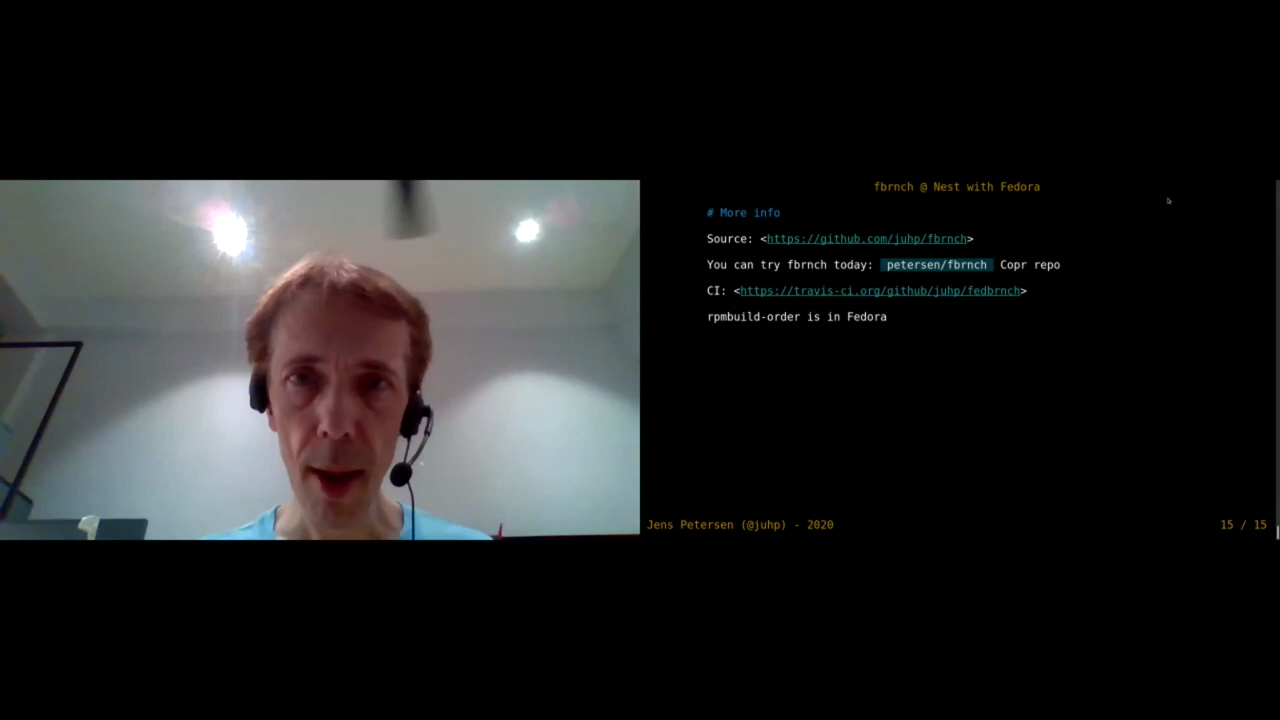 fbrnch @ Nest with Fedora
# More info
Source: <https://github.com/juhp/fbrnch>
You can try fbrnch today: petersen/fbrnch Copr repo
CI: <https://travis-ci.org/github/juhp/fedbrnch>
rpmbuild-order is in Fedora
Jens Petersen (@juhp) - 2020
15 / 15